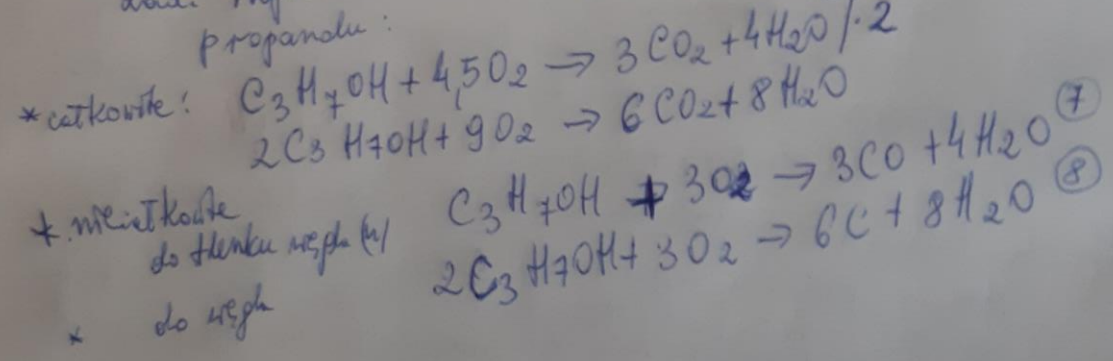 propanolu:
*całkowite: C3H7OH + 4,5O2 → 3CO2 + 4H2O /·2
2C3H7OH + 9O2 → 6CO2 + 8H2O
*niecałkowite C3H7OH + 3O2 → 3CO + 4H2O 7
do tlenku węgla (II) 2C3H7OH + 3O2 → 6C + 8H2O 8
* do węgla